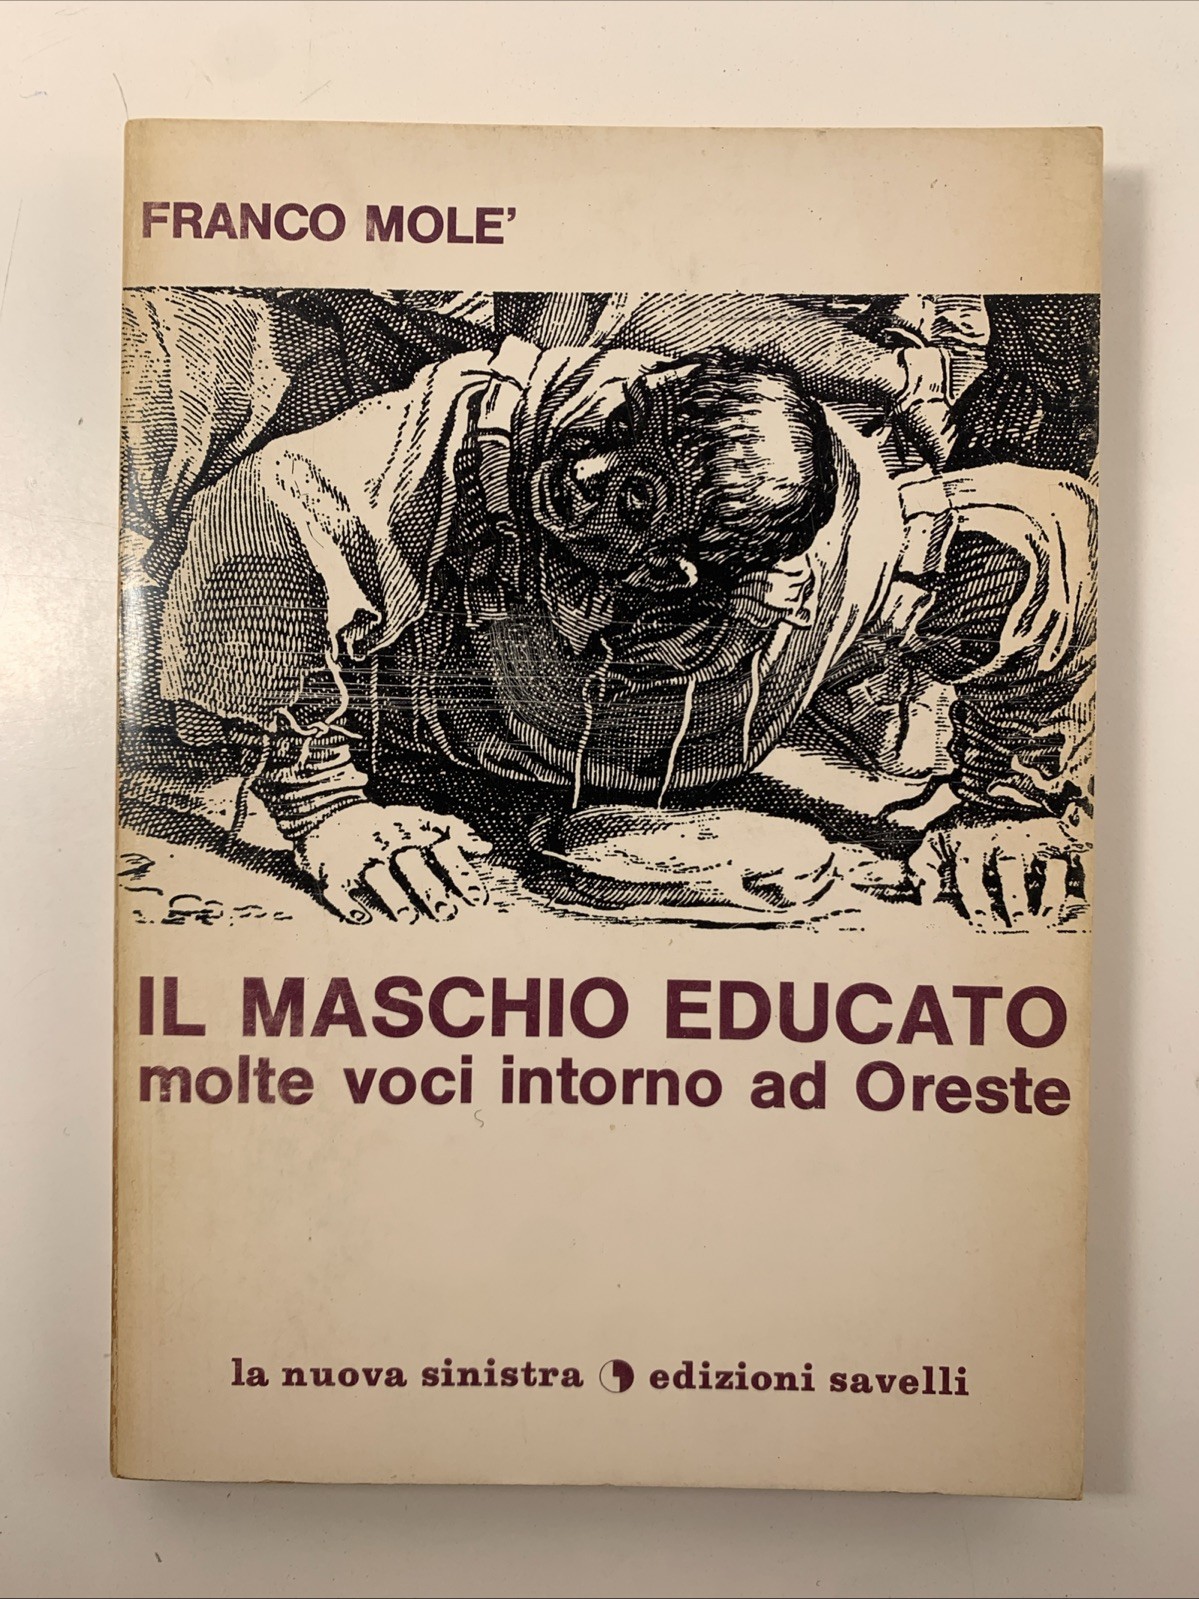 FRANCO MOLE'
IL MASCHIO EDUCATO
molte voci intorno ad Oreste
la nuova sinistra edizioni savelli